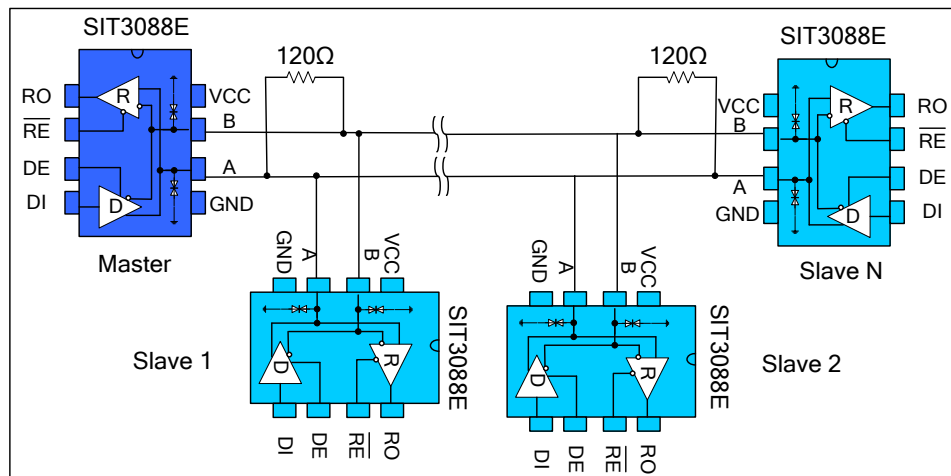 SIT3088E
RO
RE
DE
DI
R
D
VCC
B
A
GND
Master
120Ω
120Ω
SIT3088E
VCC
B
A
GND
R
D
RO
RE
DE
DI
Slave N
GND
A
B
VCC
SIT3088E
D
R
DI
DE
RE
RO
Slave 1
GND
A
B
VCC
SIT3088E
D
R
DI
DE
RE
RO
Slave 2